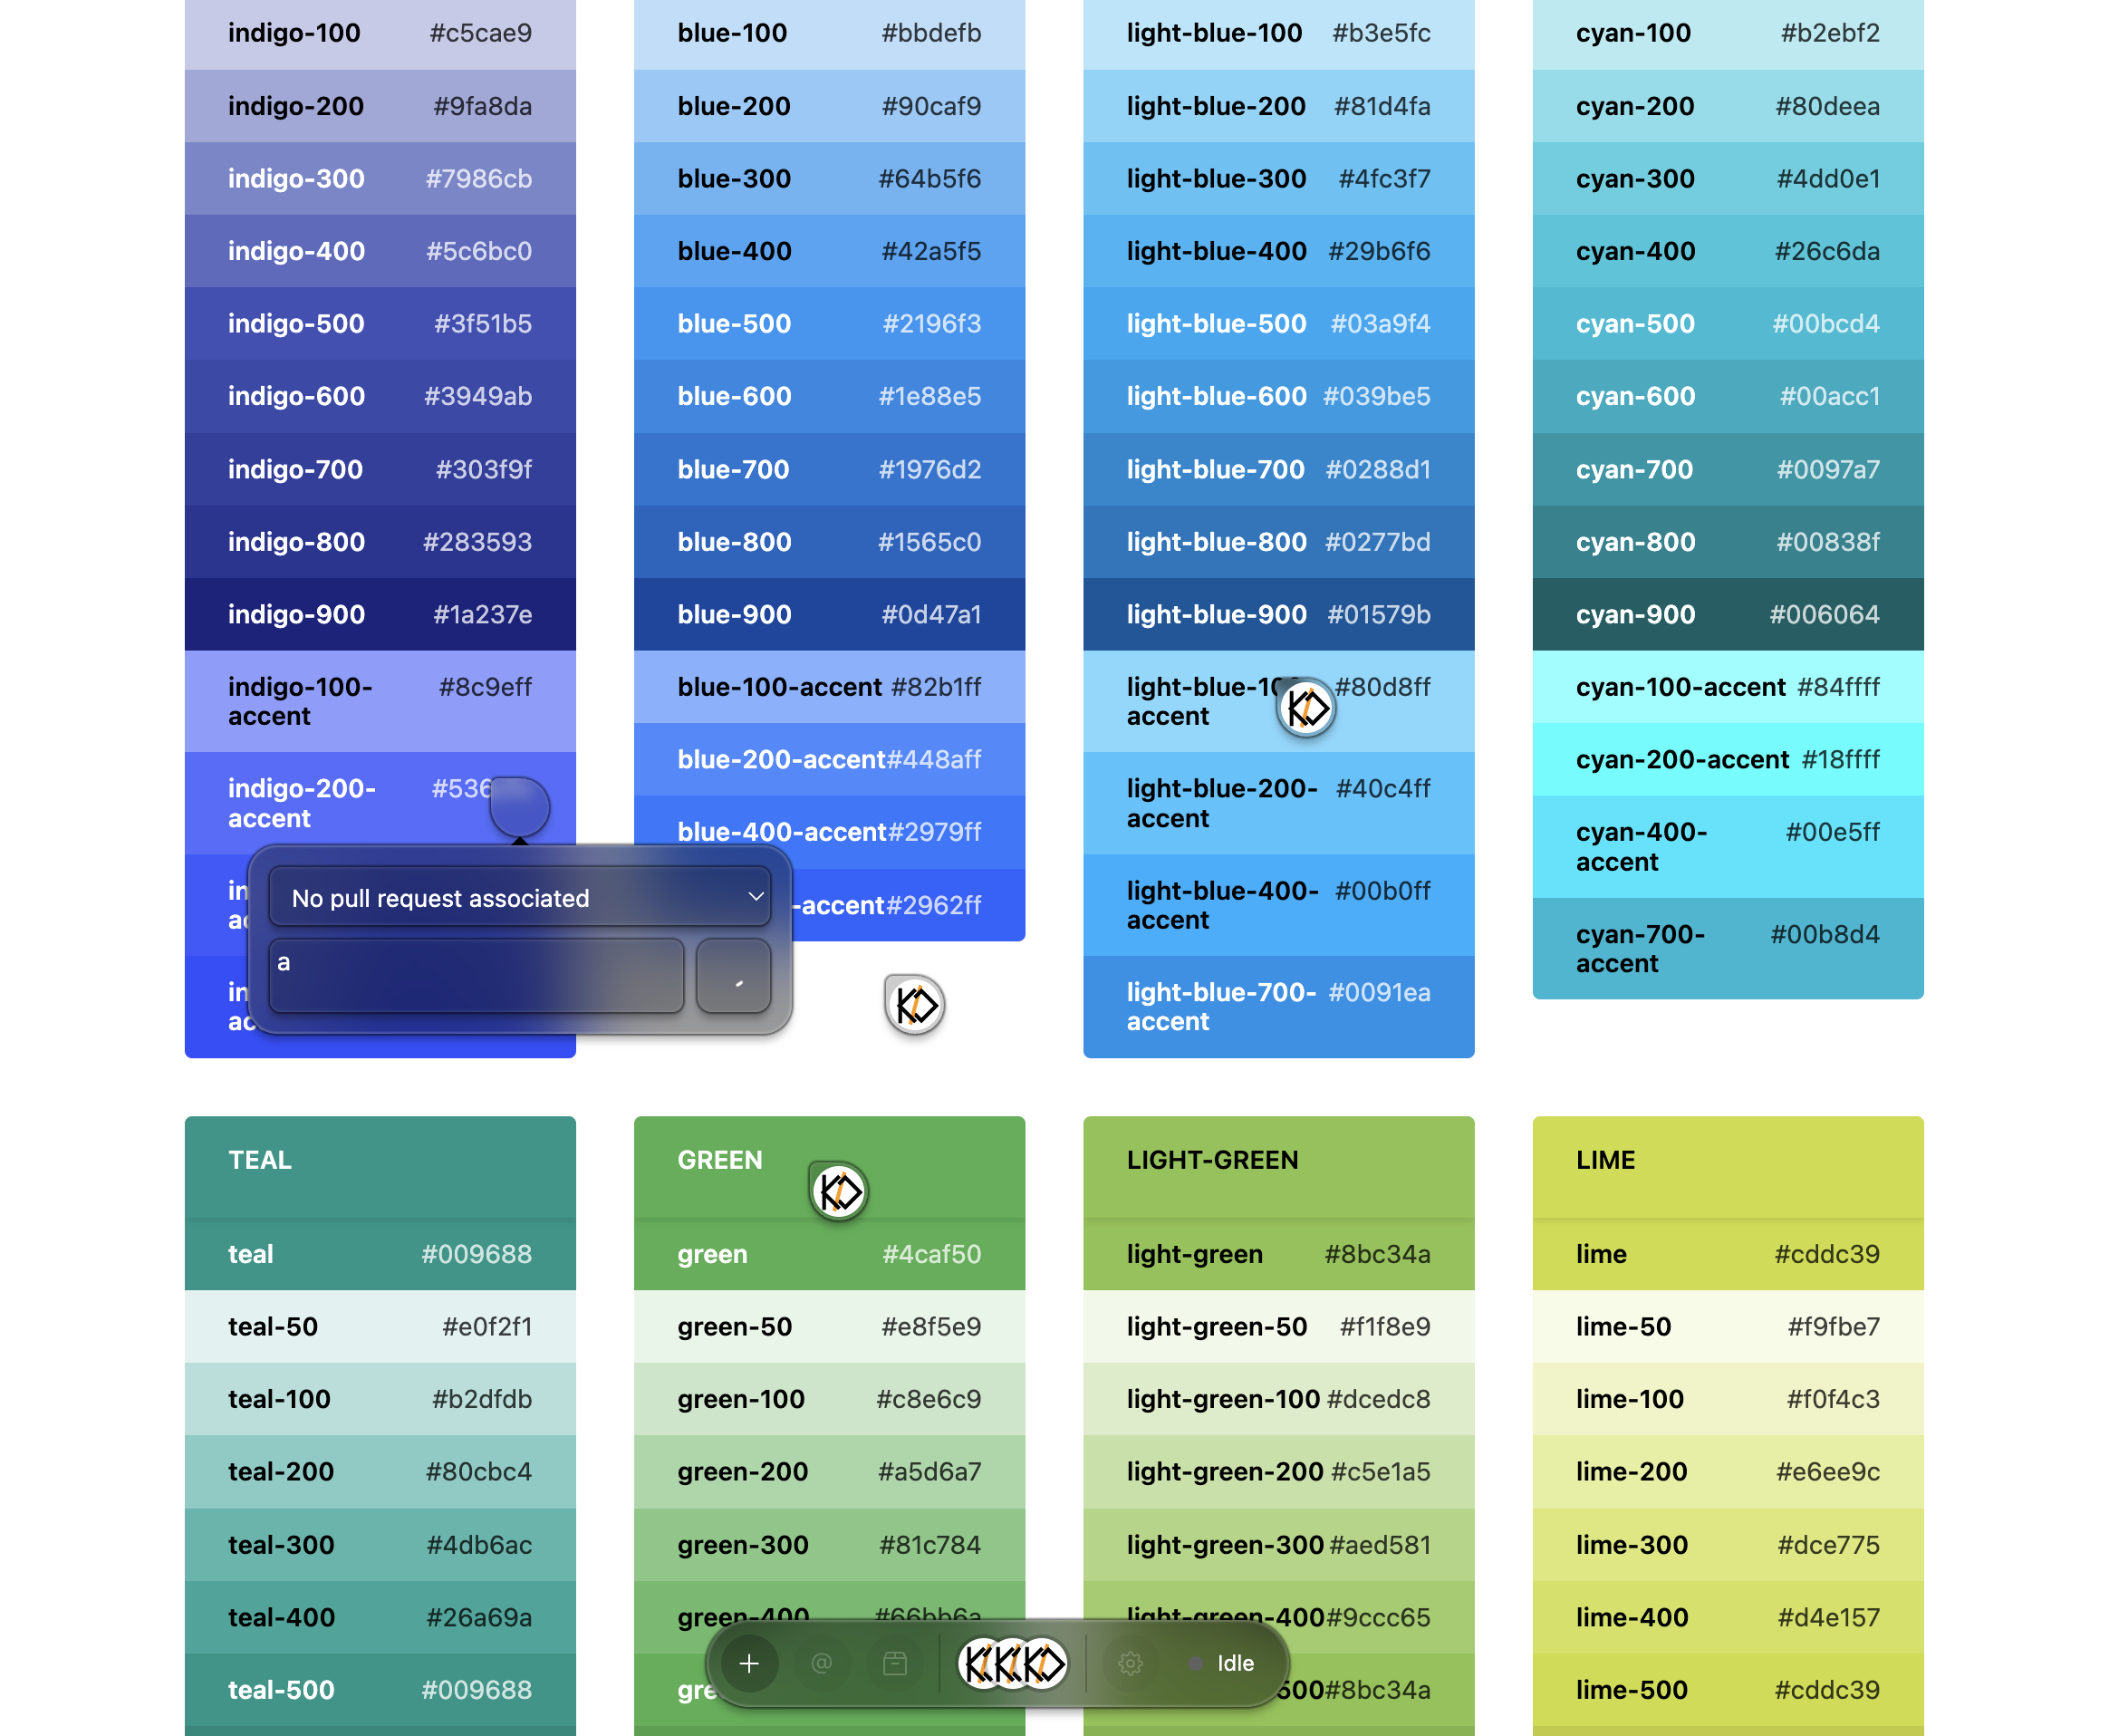 indigo-100 #c5cae9
indigo-200 #9fa8da
indigo-300 #7986cb
indigo-400 #5c6bc0
indigo-500 #3f51b5
indigo-600 #3949ab
indigo-700 #303f9f
indigo-800 #283593
indigo-900 #1a237e
indigo-100- #8c9eff
accent
indigo-200- #536
accent
in
ac
in
ac
No pull request associated
a
blue-100 #bbdefb
blue-200 #90caf9
blue-300 #64b5f6
blue-400 #42a5f5
blue-500 #2196f3
blue-600 #1e88e5
blue-700 #1976d2
blue-800 #1565c0
blue-900 #0d47a1
blue-100-accent #82b1ff
blue-200-accent #448aff
blue-400-accent #2979ff
-accent #2962ff
light-blue-100 #b3e5fc
light-blue-200 #81d4fa
light-blue-300 #4fc3f7
light-blue-400 #29b6f6
light-blue-500 #03a9f4
light-blue-600 #039be5
light-blue-700 #0288d1
light-blue-800 #0277bd
light-blue-900 #01579b
light-blue-10 #80d8ff
accent
light-blue-200- #40c4ff
accent
light-blue-400- #00b0ff
accent
light-blue-700- #0091ea
accent
cyan-100 #b2ebf2
cyan-200 #80deea
cyan-300 #4dd0e1
cyan-400 #26c6da
cyan-500 #00bcd4
cyan-600 #00acc1
cyan-700 #0097a7
cyan-800 #00838f
cyan-900 #006064
cyan-100-accent #84ffff
cyan-200-accent #18ffff
cyan-400- #00e5ff
accent
cyan-700- #00b8d4
accent
TEAL
teal #009688
teal-50 #e0f2f1
teal-100 #b2dfdb
teal-200 #80cbc4
teal-300 #4db6ac
teal-400 #26a69a
teal-500 #009688
GREEN
green #4caf50
green-50 #e8f5e9
green-100 #c8e6c9
green-200 #a5d6a7
green-300 #81c784
green-400 #66bb6a
gre
LIGHT-GREEN
light-green #8bc34a
light-green-50 #f1f8e9
light-green-100 #dcedc8
light-green-200 #c5e1a5
light-green-300 #aed581
light-green-400 #9ccc65
500 #8bc34a
LIME
lime #cddc39
lime-50 #f9fbe7
lime-100 #f0f4c3
lime-200 #e6ee9c
lime-300 #dce775
lime-400 #d4e157
lime-500 #cddc39
Idle